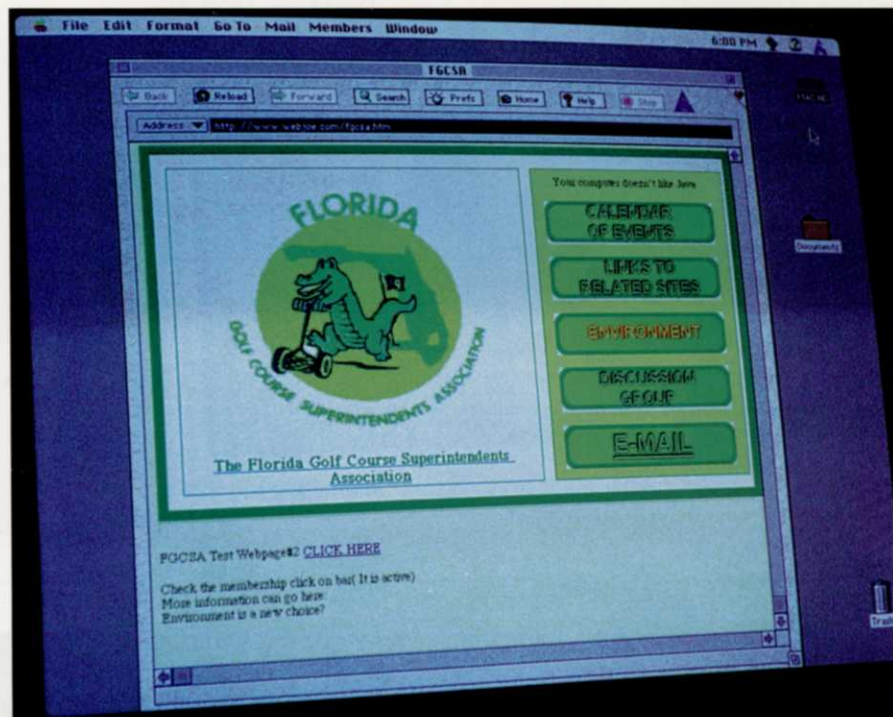 File Edit Format Go To Mail Members Window
6:00 PM
FGCSA
Back Reload Forward Search Prefs Home Help Stop
Address http://www.webjoe.com/fgcsa.htm
FLORIDA
GOLF COURSE SUPERINTENDENTS ASSOCIATION
The Florida Golf Course Superintendents
Association
Your computer doesn't like Java
CALENDAR
OF EVENTS
LINKS TO
RELATED SITES
ENVIRONMENT
DISCUSSION
GROUP
E-MAIL
Documents
FGCSA Test Webpage#2 CLICK HERE
Check the membership click on bar( It is active)
More information can go here.
Environment is a new choice?
Trash